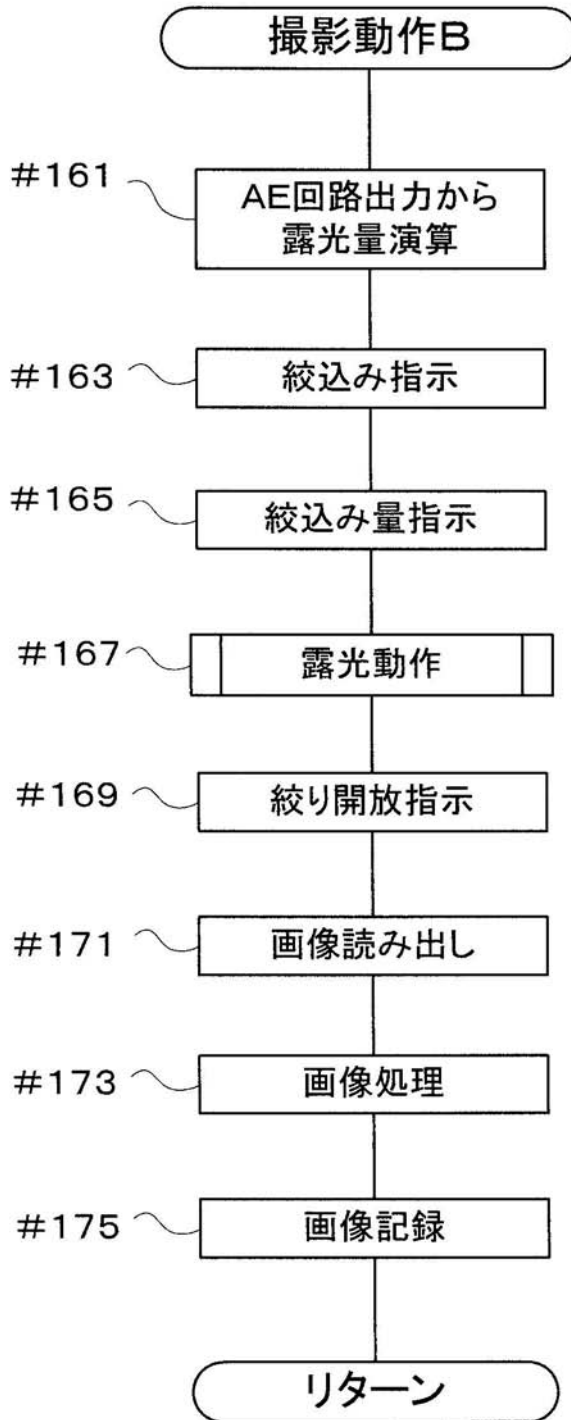 撮影動作B
#161
AE回路出力から
露光量演算
#163
絞込み指示
#165
絞込み量指示
#167
露光動作
#169
絞り開放指示
#171
画像読み出し
#173
画像処理
#175
画像記録
リターン